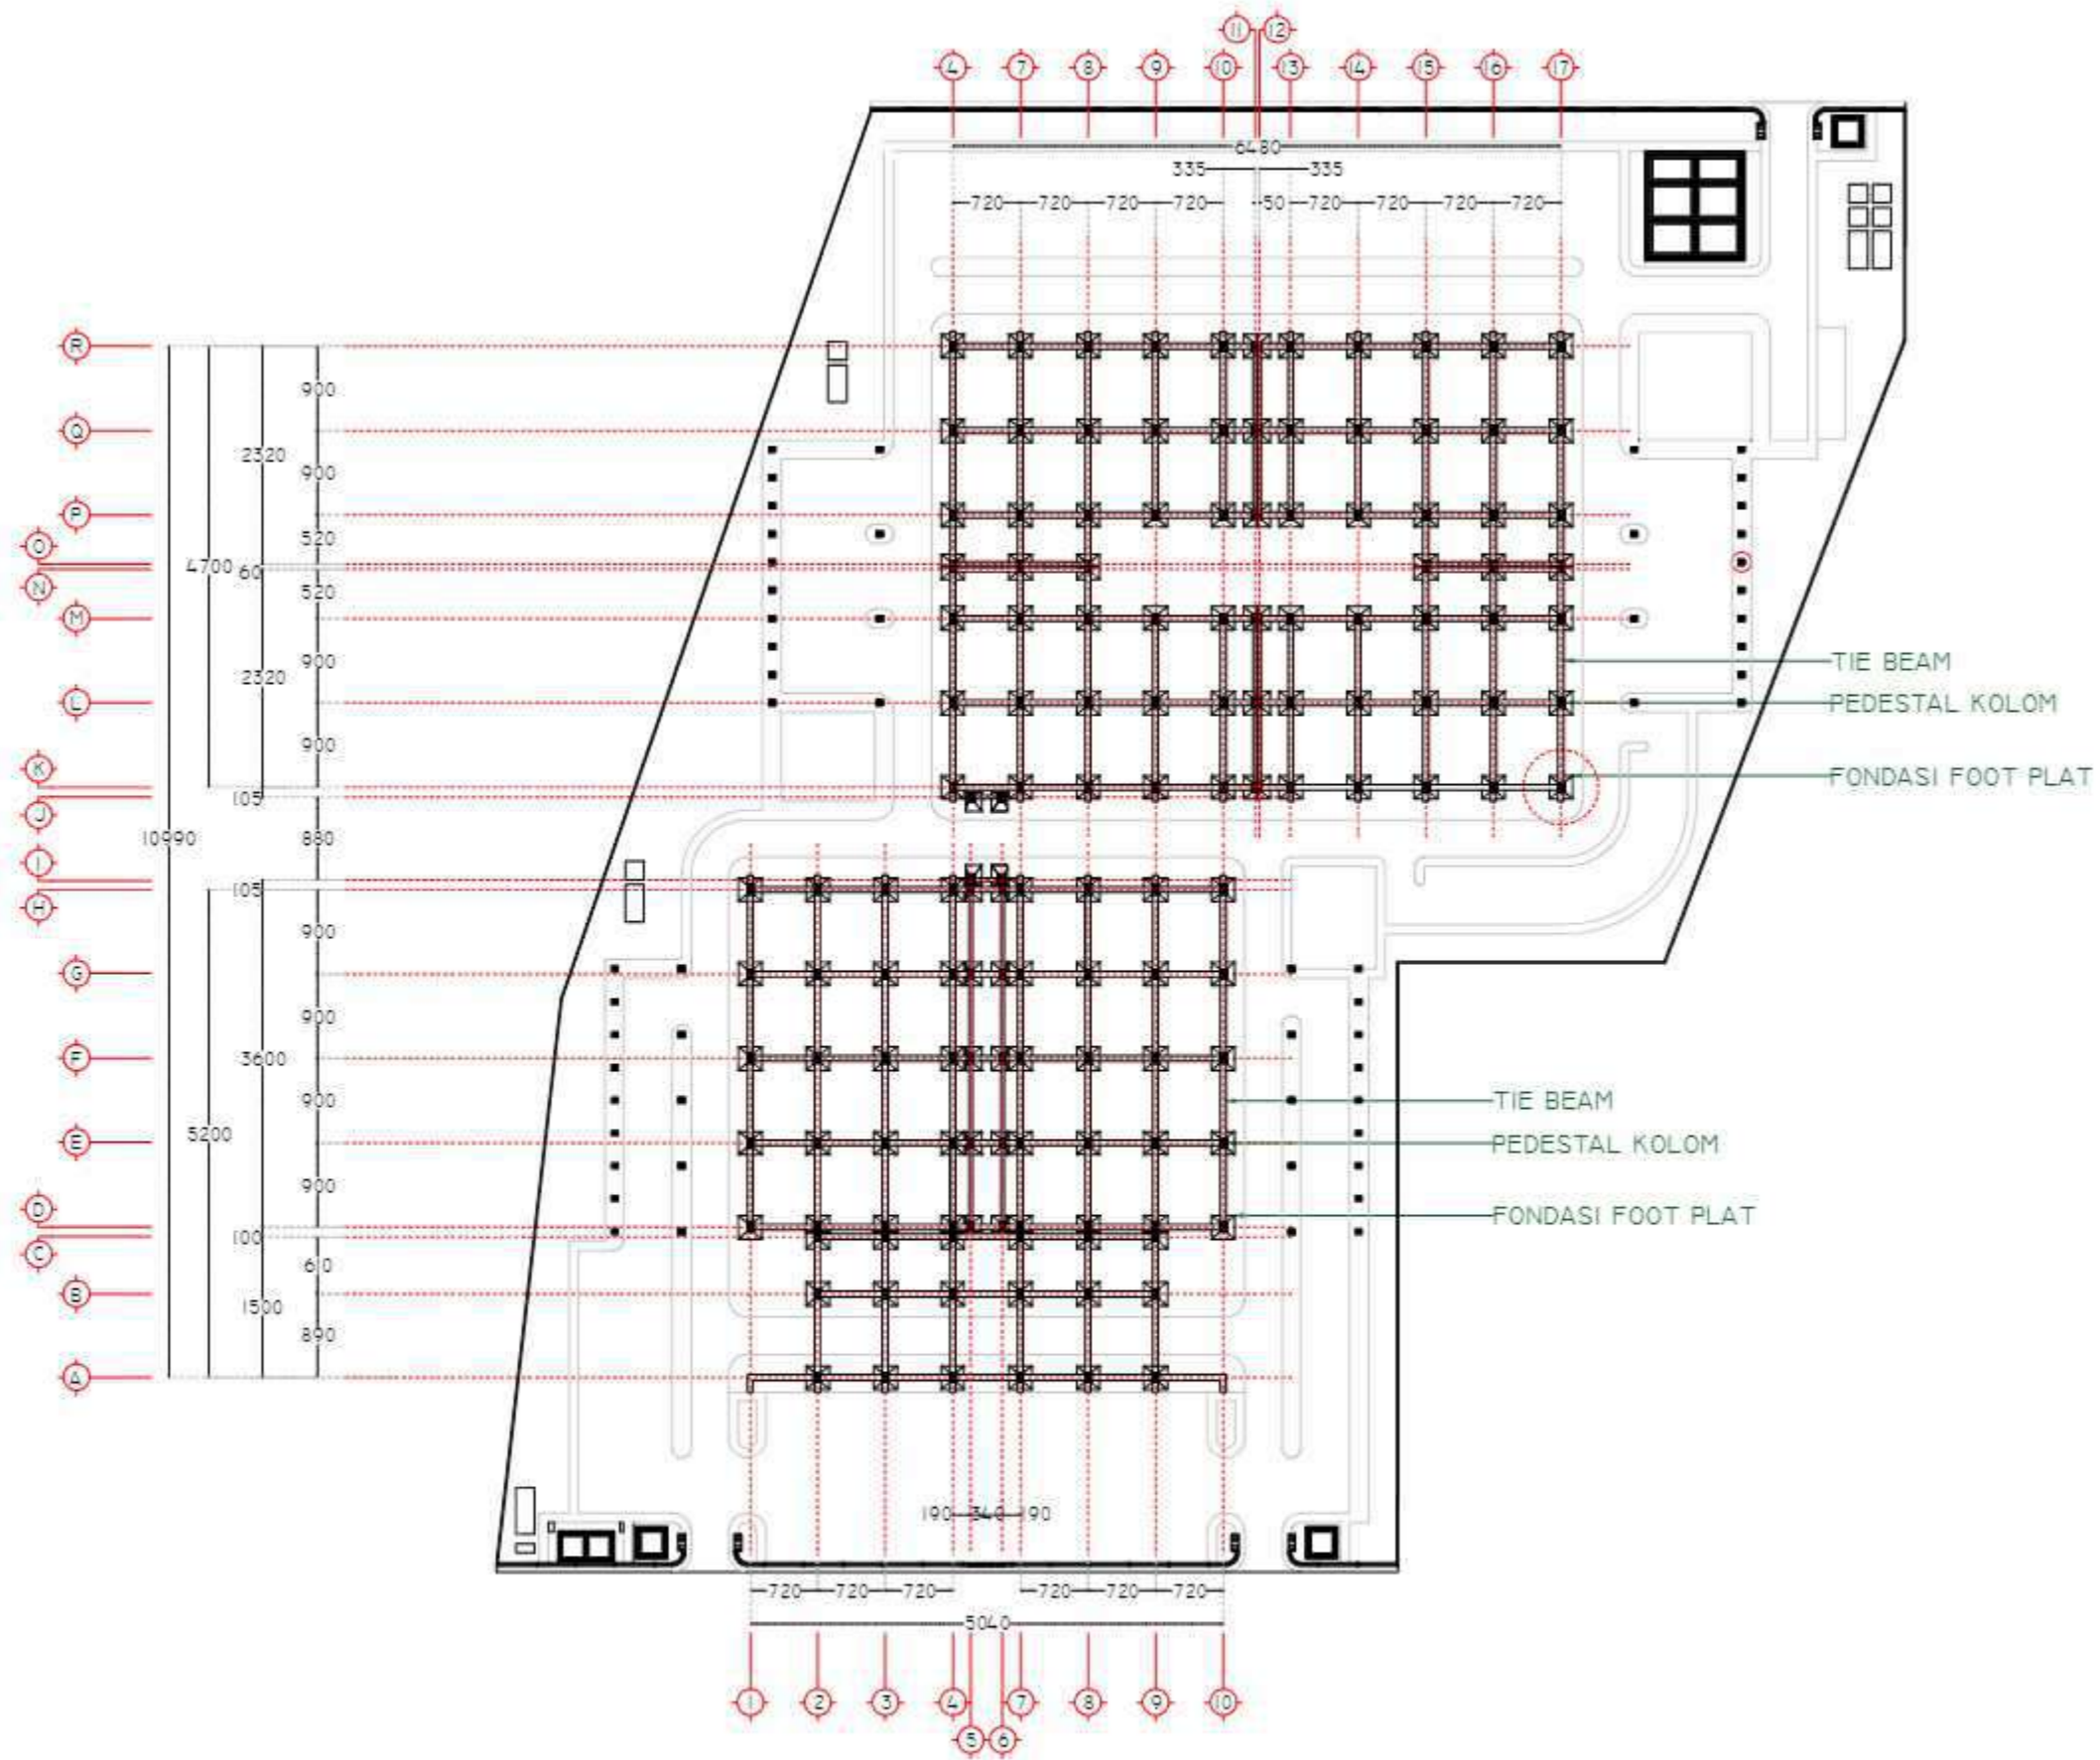 11 12
4 7 8 9 10 13 14 15 16 17
6480
335 335
720 720 720 720 50 720 720 720 720
R
900
Q
2320
900
P
520
O
4700 60
N
520
M
900
2320
TIE BEAM
L
PEDESTAL KOLOM
900
K
FONDASI FOOT PLAT
105
J
10990
880
I
105
H
900
G
900
F
3600
900
TIE BEAM
5200
E
PEDESTAL KOLOM
900
D
FONDASI FOOT PLAT
100
C
610
B
1500
890
A
190 340 190
720 720 720 720 720 720
5040
1 2 3 4 7 8 9 10
5 6